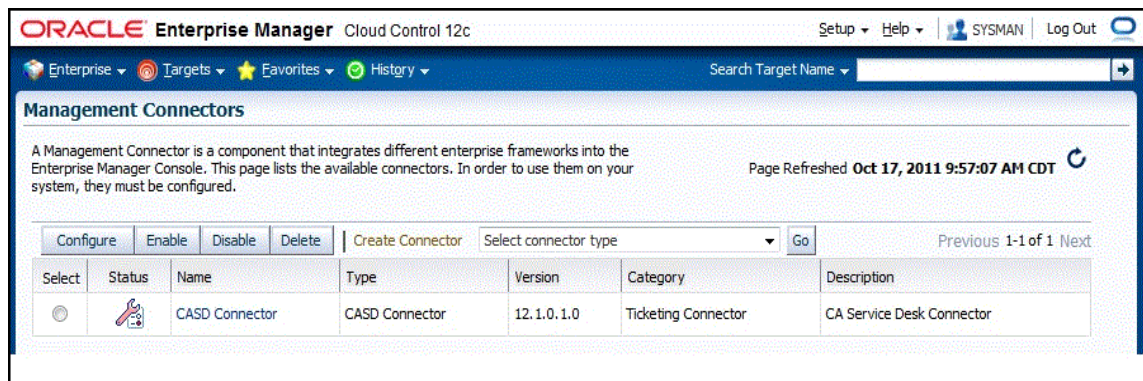 ORACLE Enterprise Manager Cloud Control 12c
Setup Help SYSMAN Log Out
Enterprise Targets Favorites History Search Target Name
Management Connectors
A Management Connector is a component that integrates different enterprise frameworks into the
Enterprise Manager Console. This page lists the available connectors. In order to use them on your
system, they must be configured.
Page Refreshed Oct 17, 2011 9:57:07 AM CDT
Configure Enable Disable Delete Create Connector Select connector type Go Previous 1-1 of 1 Next
Select Status Name Type Version Category Description
CASD Connector CASD Connector 12.1.0.1.0 Ticketing Connector CA Service Desk Connector